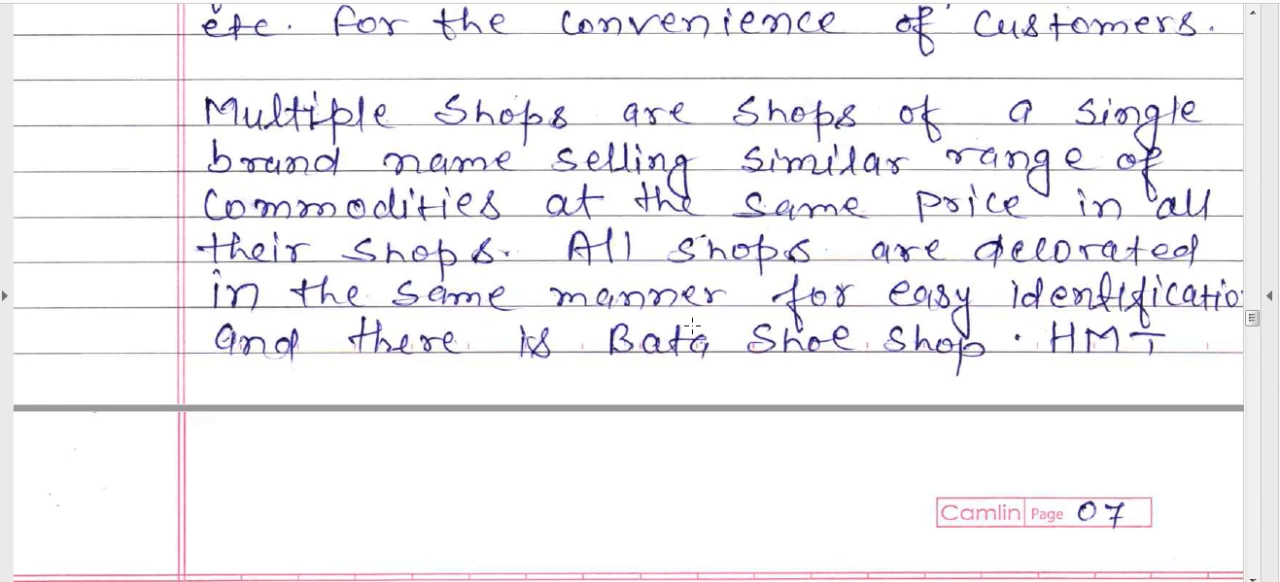 etc. for the convenience of customers.
Multiple shops are shops of a single
brand name selling similar range of
commodities at the same price in all
their shops. All shops are decorated
in the same manner for easy identificatio
and there is Bata Shoe shop. HMT
Camlin Page 07